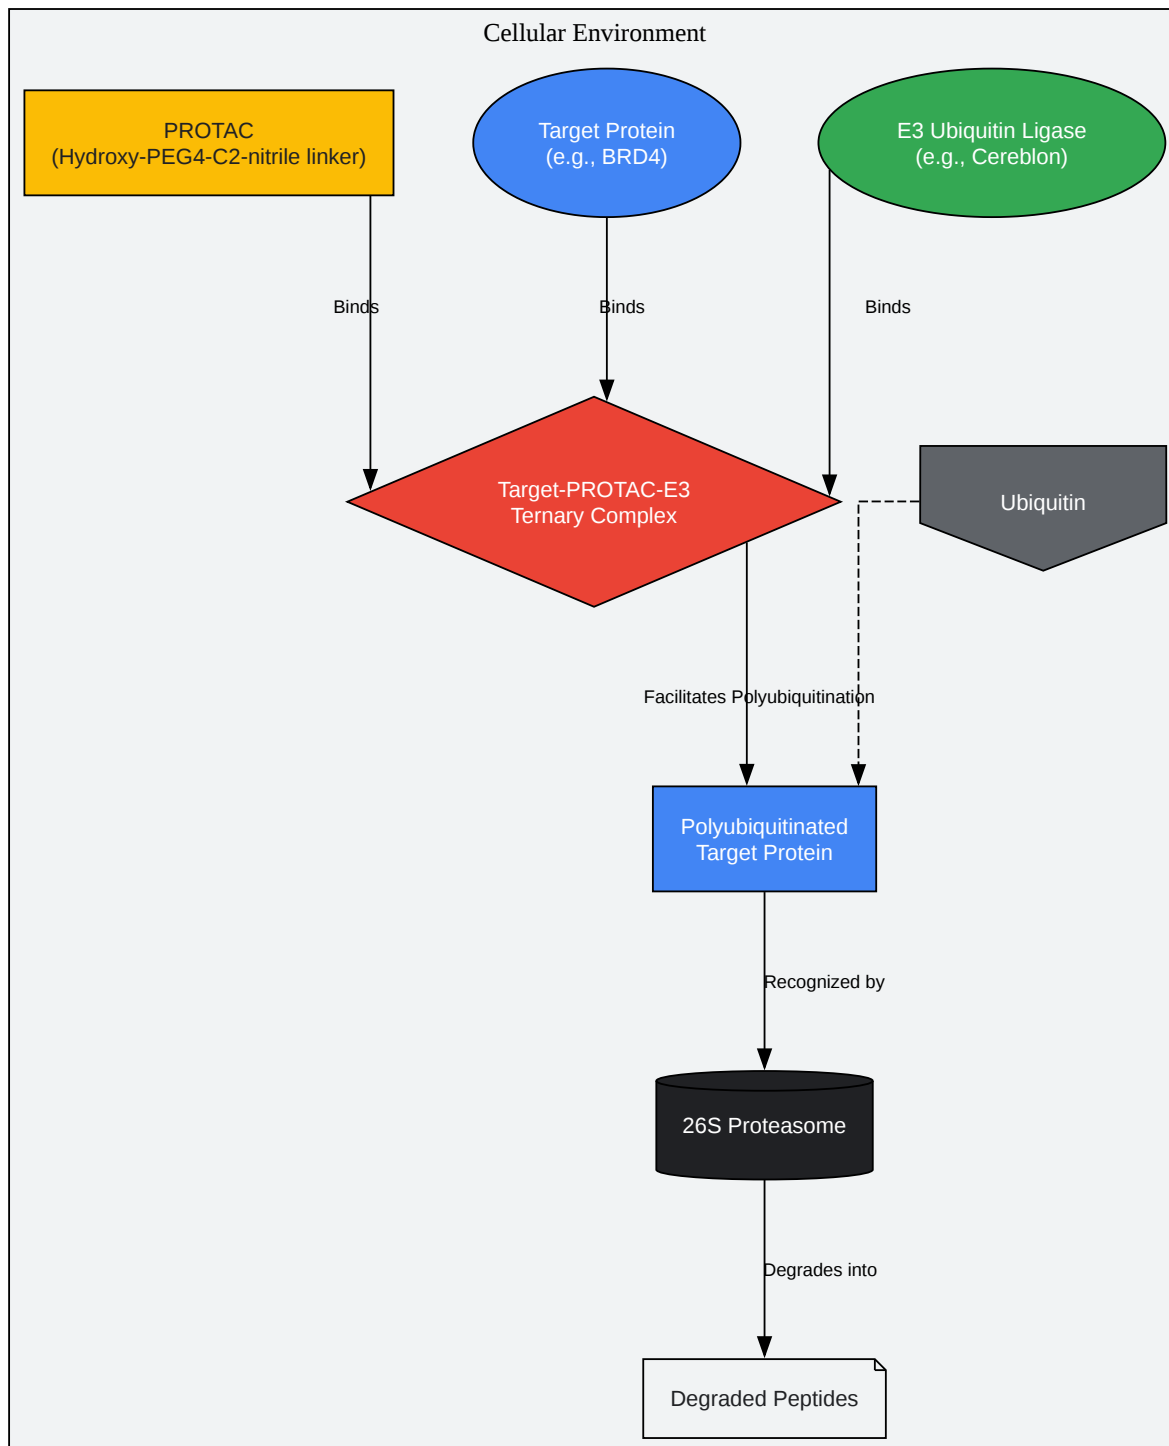 Cellular Environment
PROTAC
(Hydroxy-PEG4-C2-nitrile linker)
Target Protein
(e.g., BRD4)
E3 Ubiquitin Ligase
(e.g., Cereblon)
Binds
Binds
Binds
Target-PROTAC-E3
Ternary Complex
Ubiquitin
Facilitates Polyubiquitination
Polyubiquitinated
Target Protein
Recognized by
26S Proteasome
Degrades into
Degraded Peptides